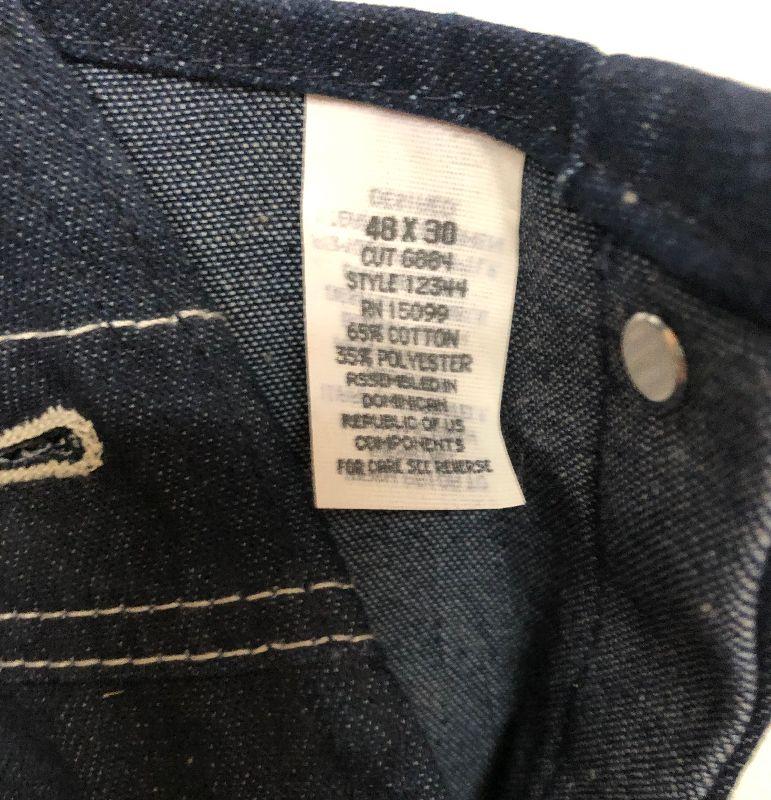 48 X 30
CUT 6004
STYLE 12344
RN 15099
65% COTTON
35% POLYESTER
ASSEMBLED IN
DOMINICAN
REPUBLIC OF US
COMPONENTS
FOR CARE SEE REVERSE